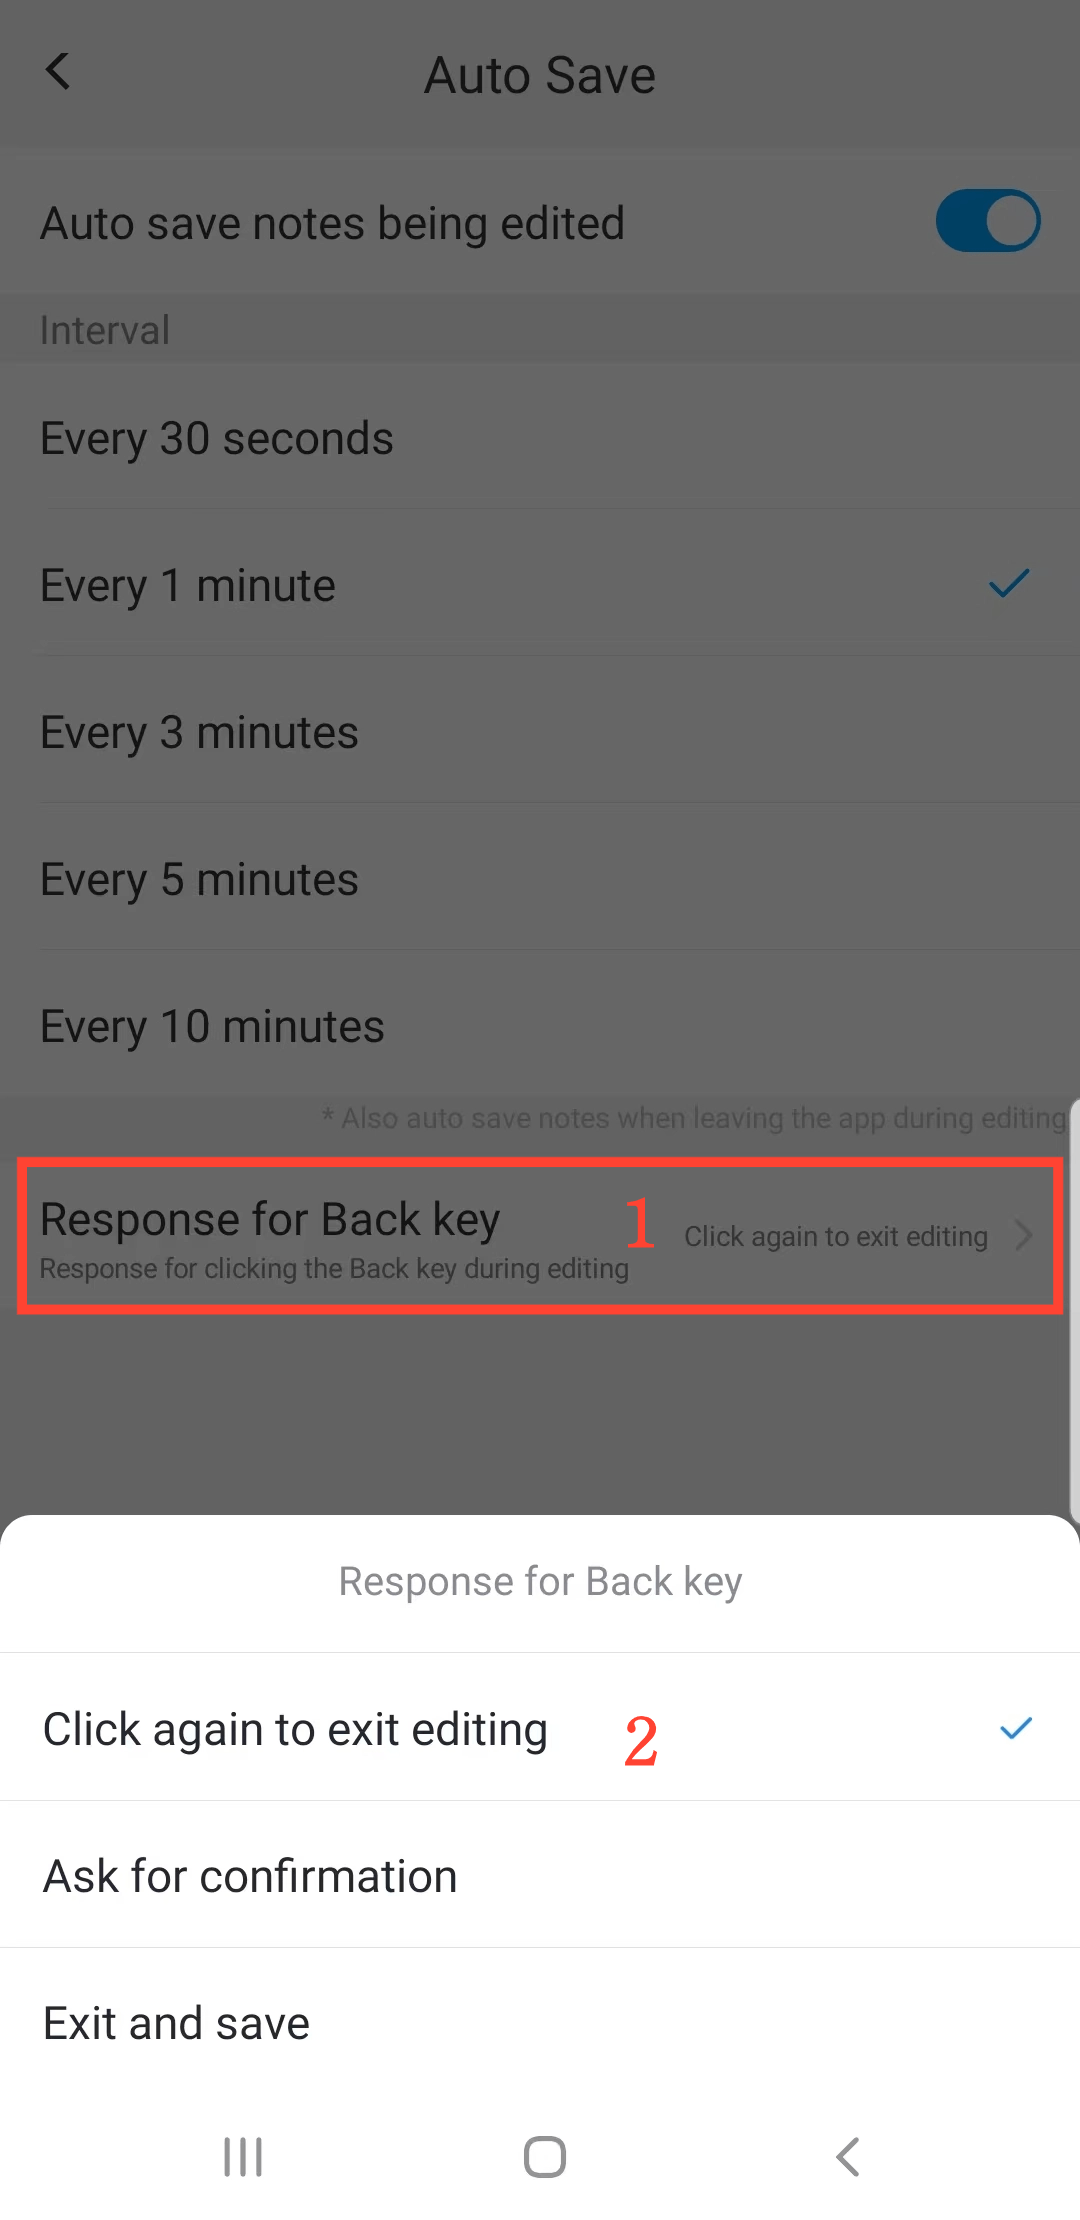 Auto Save
Auto save notes being edited
Interval
Every 30 seconds
Every 1 minute
Every 3 minutes
Every 5 minutes
Every 10 minutes
* Also auto save notes when leaving the app during editing
Response for Back key 1 Click again to exit editing
Response for clicking the Back key during editing
Response for Back key
Click again to exit editing 2
Ask for confirmation
Exit and save